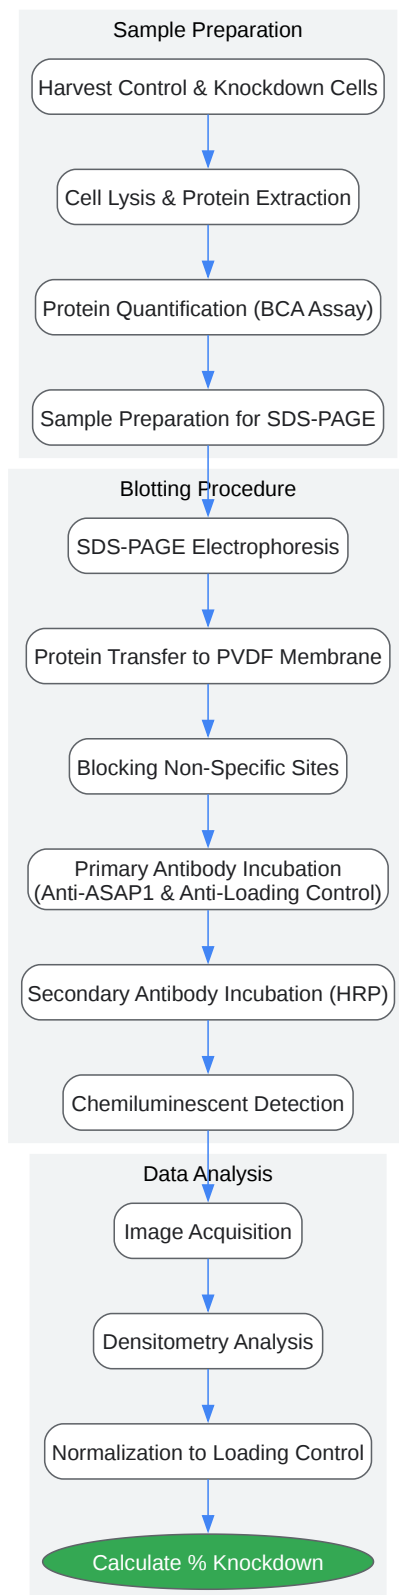 Sample Preparation
Harvest Control & Knockdown Cells
Cell Lysis & Protein Extraction
Protein Quantification (BCA Assay)
Sample Preparation for SDS-PAGE
Blotting Procedure
SDS-PAGE Electrophoresis
Protein Transfer to PVDF Membrane
Blocking Non-Specific Sites
Primary Antibody Incubation
(Anti-ASAP1 & Anti-Loading Control)
Secondary Antibody Incubation (HRP)
Chemiluminescent Detection
Data Analysis
Image Acquisition
Densitometry Analysis
Normalization to Loading Control
Calculate % Knockdown